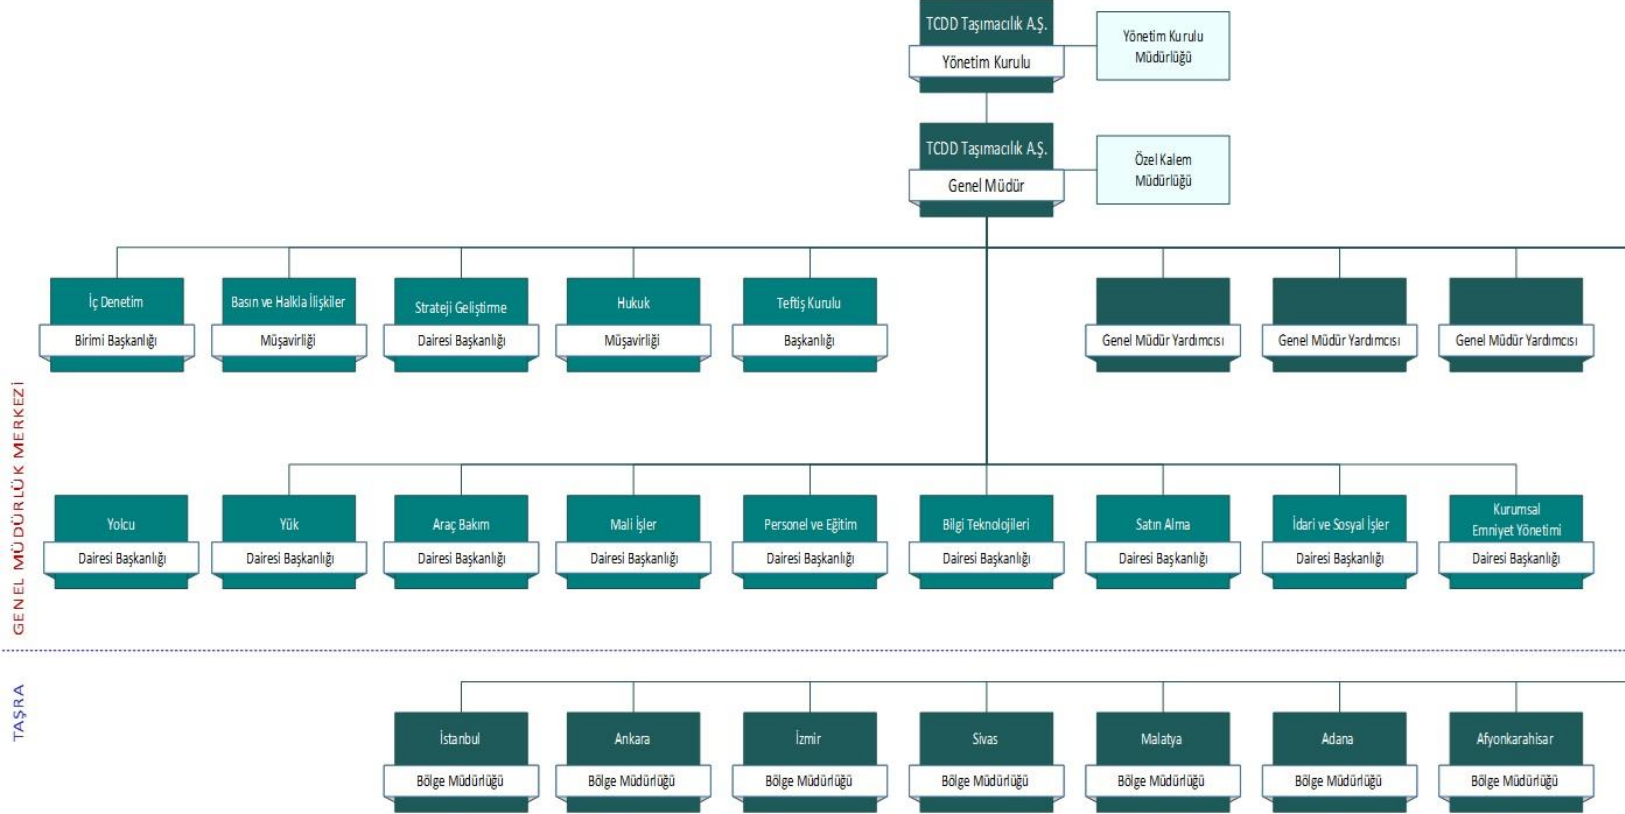 TCDD Taşımacılık A.Ş.
Yönetim Kurulu
Yönetim Kurulu
Müdürlüğü
TCDD Taşımacılık A.Ş.
Genel Müdür
Özel Kalem
Müdürlüğü
İç Denetim
Birimi Başkanlığı
Basın ve Halkla İlişkiler
Müşavirliği
Strateji Geliştirme
Dairesi Başkanlığı
Hukuk
Müşavirliği
Teftiş Kurulu
Başkanlığı
Genel Müdür Yardımcısı
Genel Müdür Yardımcısı
Genel Müdür Yardımcısı
GENEL MÜDÜRLÜK MERKEZİ
Yolcu
Dairesi Başkanlığı
Yük
Dairesi Başkanlığı
Araç Bakım
Dairesi Başkanlığı
Mali İşler
Dairesi Başkanlığı
Personel ve Eğitim
Dairesi Başkanlığı
Bilgi Teknolojileri
Dairesi Başkanlığı
Satın Alma
Dairesi Başkanlığı
İdari ve Sosyal İşler
Dairesi Başkanlığı
Kurumsal
Emniyet Yönetimi
Dairesi Başkanlığı
TAŞRA
İstanbul
Bölge Müdürlüğü
Ankara
Bölge Müdürlüğü
İzmir
Bölge Müdürlüğü
Sivas
Bölge Müdürlüğü
Malatya
Bölge Müdürlüğü
Adana
Bölge Müdürlüğü
Afyonkarahisar
Bölge Müdürlüğü